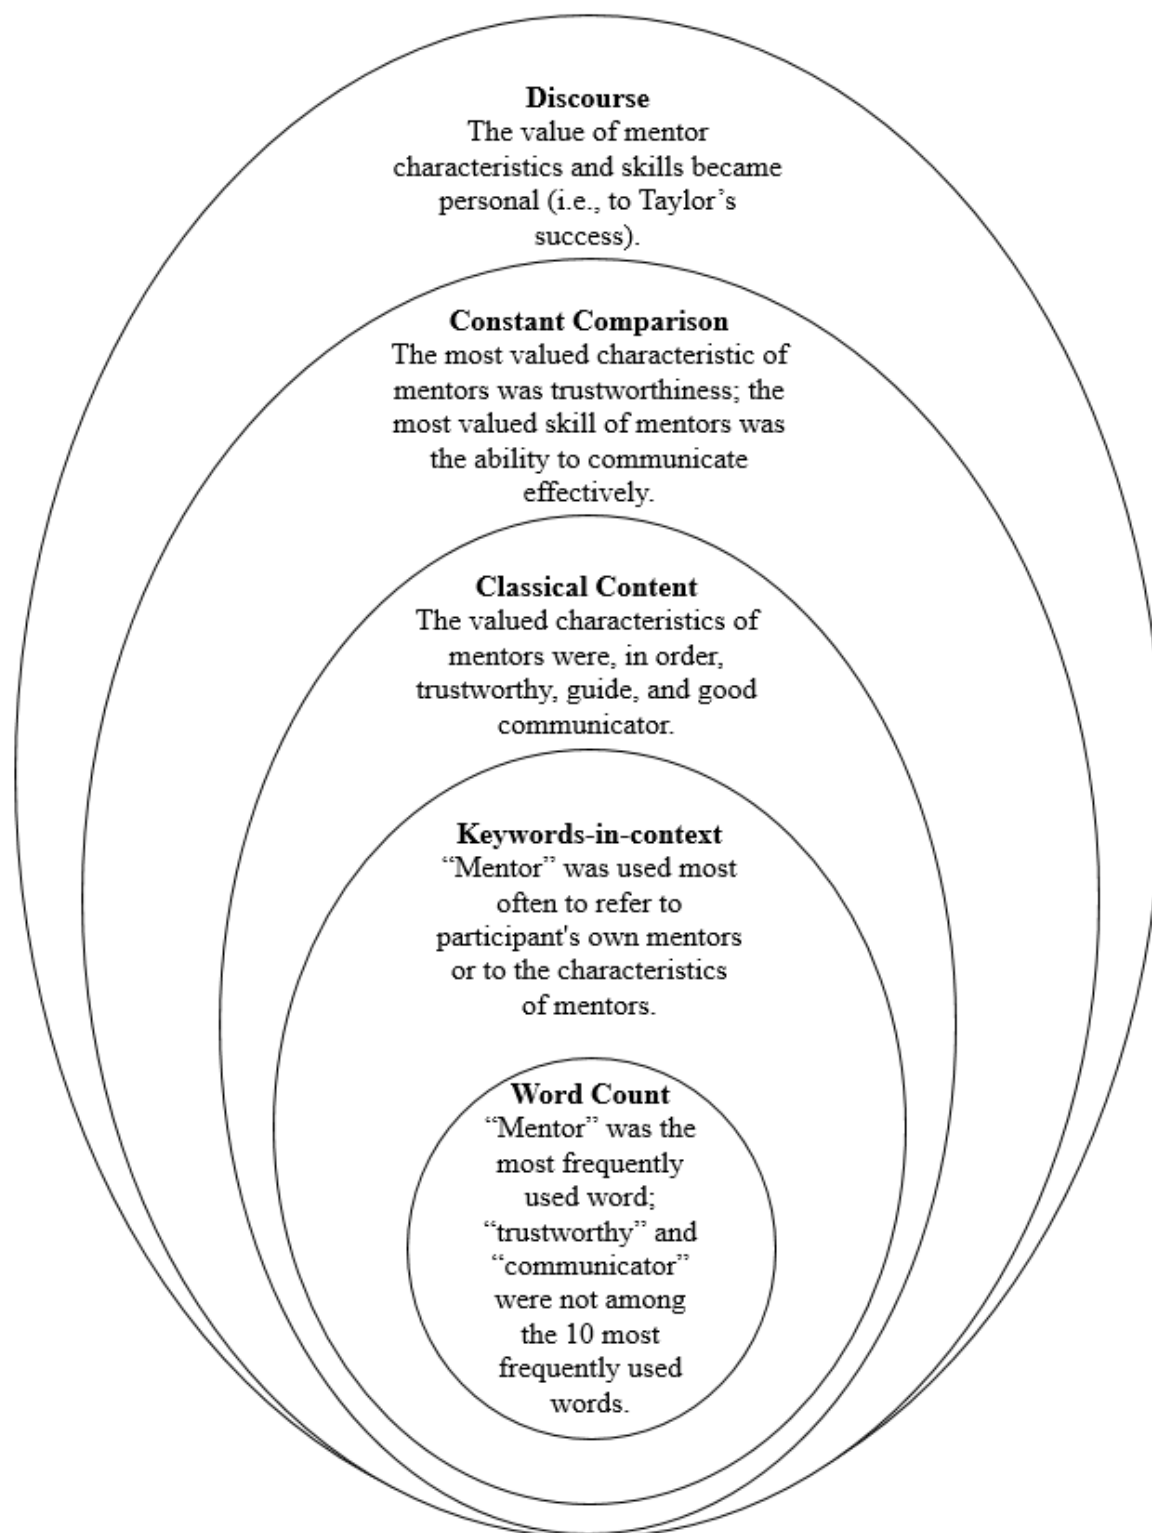 Discourse
The value of mentor
characteristics and skills became
personal (i.e., to Taylor’s
success).
Constant Comparison
The most valued characteristic of
mentors was trustworthiness; the
most valued skill of mentors was
the ability to communicate
effectively.
Classical Content
The valued characteristics of
mentors were, in order,
trustworthy, guide, and good
communicator.
Keywords-in-context
“Mentor” was used most
often to refer to
participant's own mentors
or to the characteristics
of mentors.
Word Count
“Mentor” was the
most frequently
used word;
“trustworthy” and
“communicator”
were not among
the 10 most
frequently used
words.